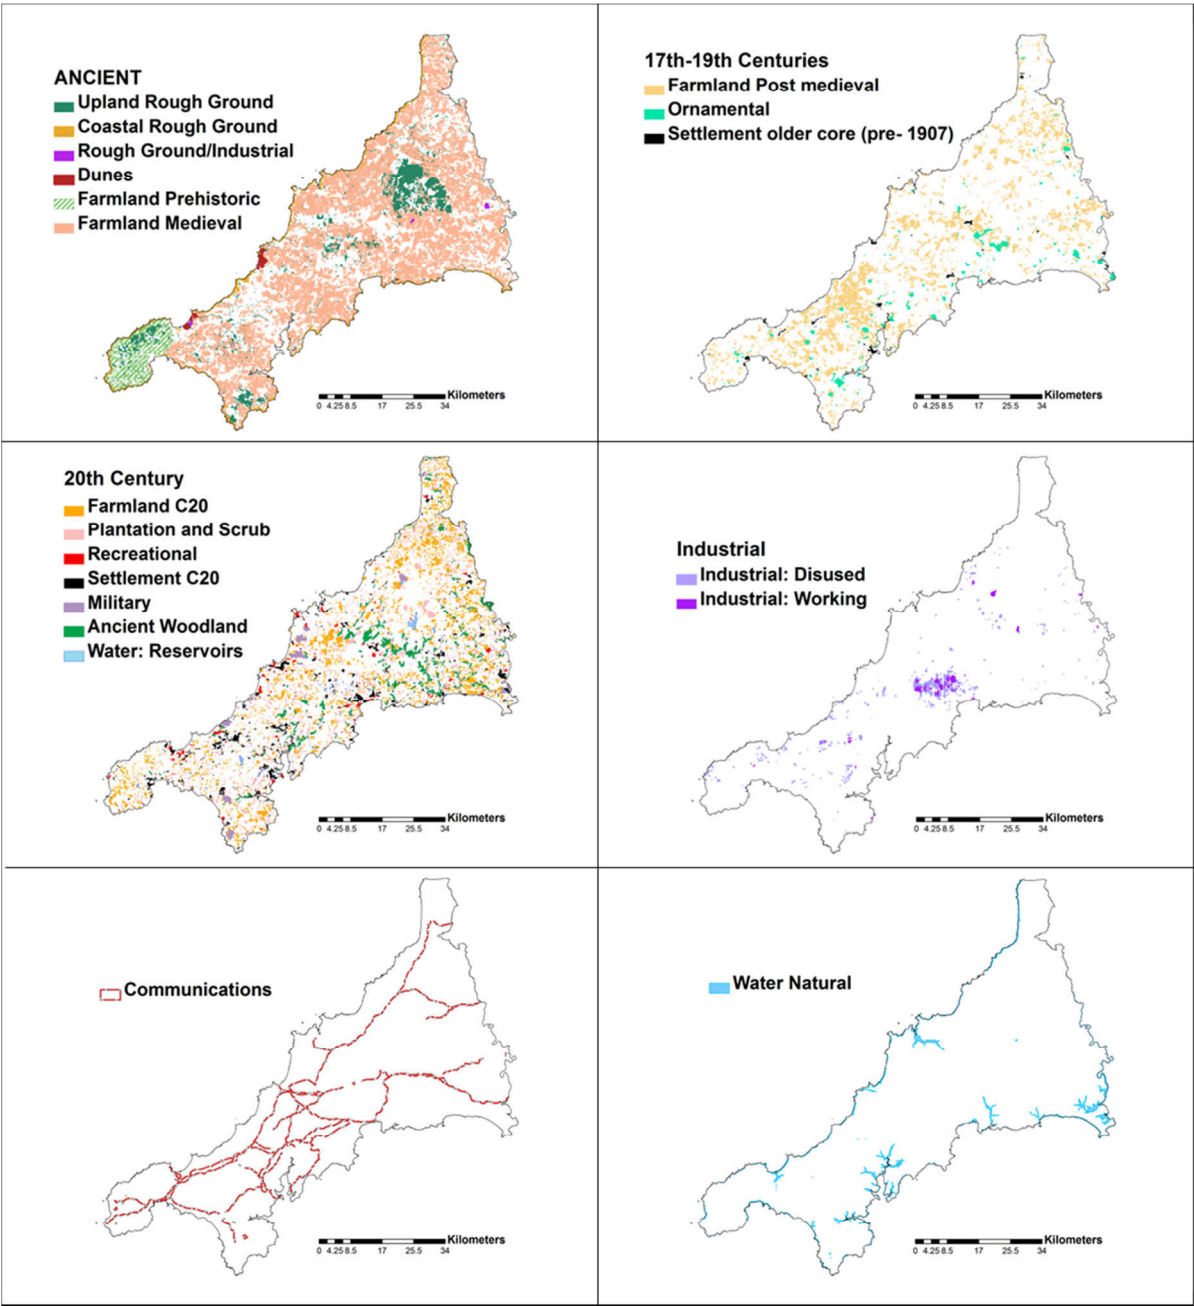 ANCIENT
Upland Rough Ground
Coastal Rough Ground
Rough Ground/Industrial
Dunes
Farmland Prehistoric
Farmland Medieval
Kilometers
0 4.25 8.5 17 25.5 34
17th-19th Centuries
Farmland Post medieval
Ornamental
Settlement older core (pre- 1907)
Kilometers
0 4.25 8.5 17 25.5 34
20th Century
Farmland C20
Plantation and Scrub
Recreational
Settlement C20
Military
Ancient Woodland
Water: Reservoirs
Kilometers
0 4.25 8.5 17 25.5 34
Industrial
Industrial: Disused
Industrial: Working
Kilometers
0 4.25 8.5 17 25.5 34
Communications
Kilometers
0 4.25 8.5 17 25.5 34
Water Natural
Kilometers
0 4.25 8.5 17 25.5 34